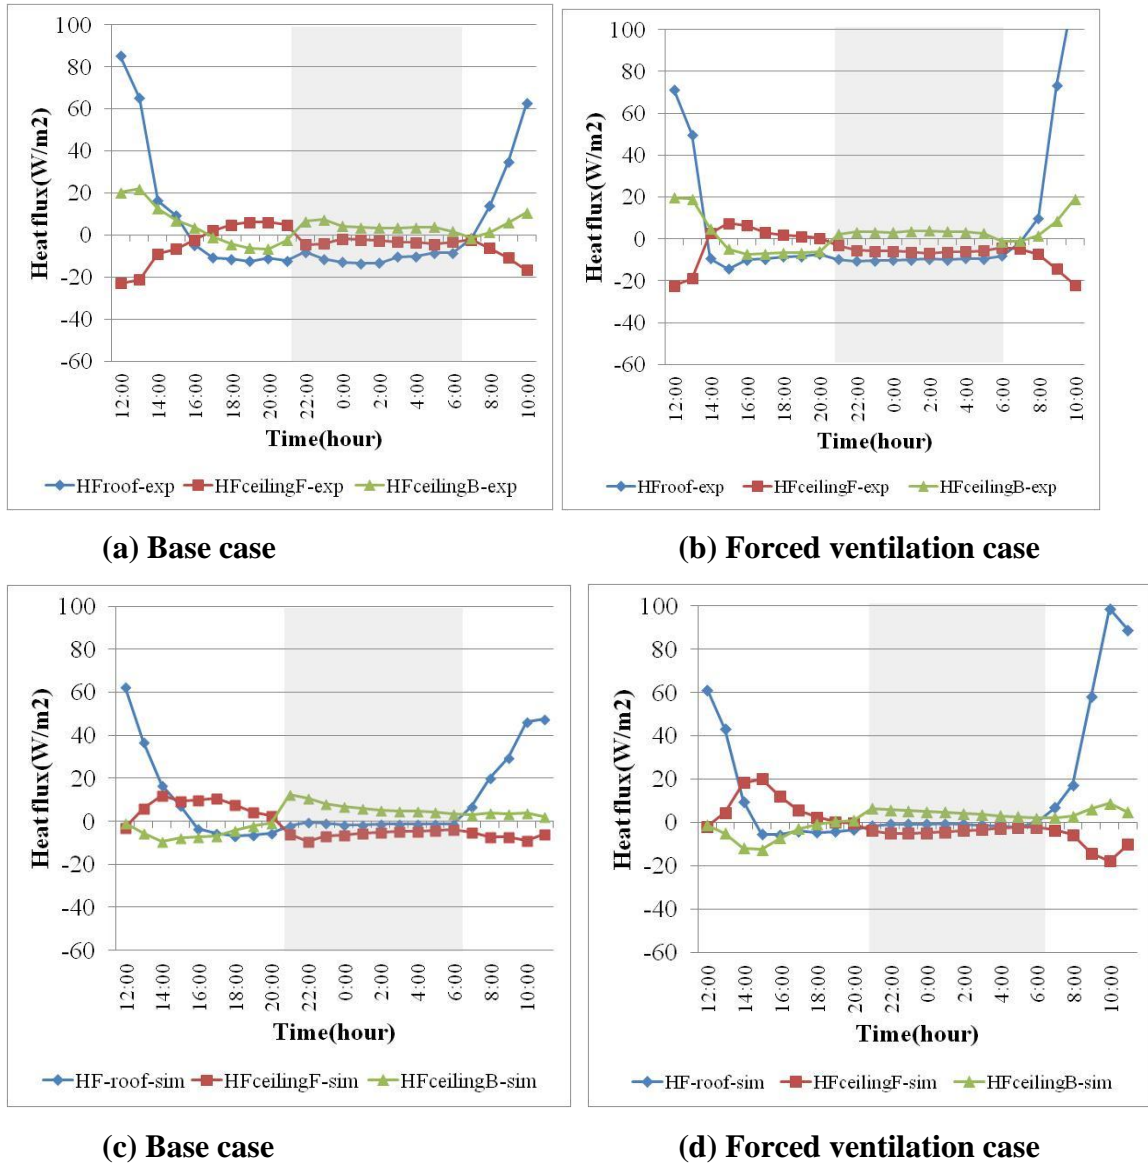 100
80
60
40
20
0
-20
-40
-60
Heat flux(W/m2)
12:00 14:00 16:00 18:00 20:00 22:00 0:00 2:00 4:00 6:00 8:00 10:00
Time(hour)
HFroof-exp HFceilingF-exp HFceilingB-exp
100
80
60
40
20
0
-20
-40
-60
Heat flux(W/m2)
12:00 14:00 16:00 18:00 20:00 22:00 0:00 2:00 4:00 6:00 8:00 10:00
Time(hour)
HFroof-exp HFceilingF-exp HFceilingB-exp
(a) Base case
(b) Forced ventilation case
100
80
60
40
20
0
-20
-40
-60
Heat flux(W/m2)
12:00 14:00 16:00 18:00 20:00 22:00 0:00 2:00 4:00 6:00 8:00 10:00
Time(hour)
HF-roof-sim HFceilingF-sim HFceilingB-sim
100
80
60
40
20
0
-20
-40
-60
Heat flux(W/m2)
12:00 14:00 16:00 18:00 20:00 22:00 0:00 2:00 4:00 6:00 8:00 10:00
Time(hour)
HF-roof-sim HFceilingF-sim HFceilingB-sim
(c) Base case
(d) Forced ventilation case